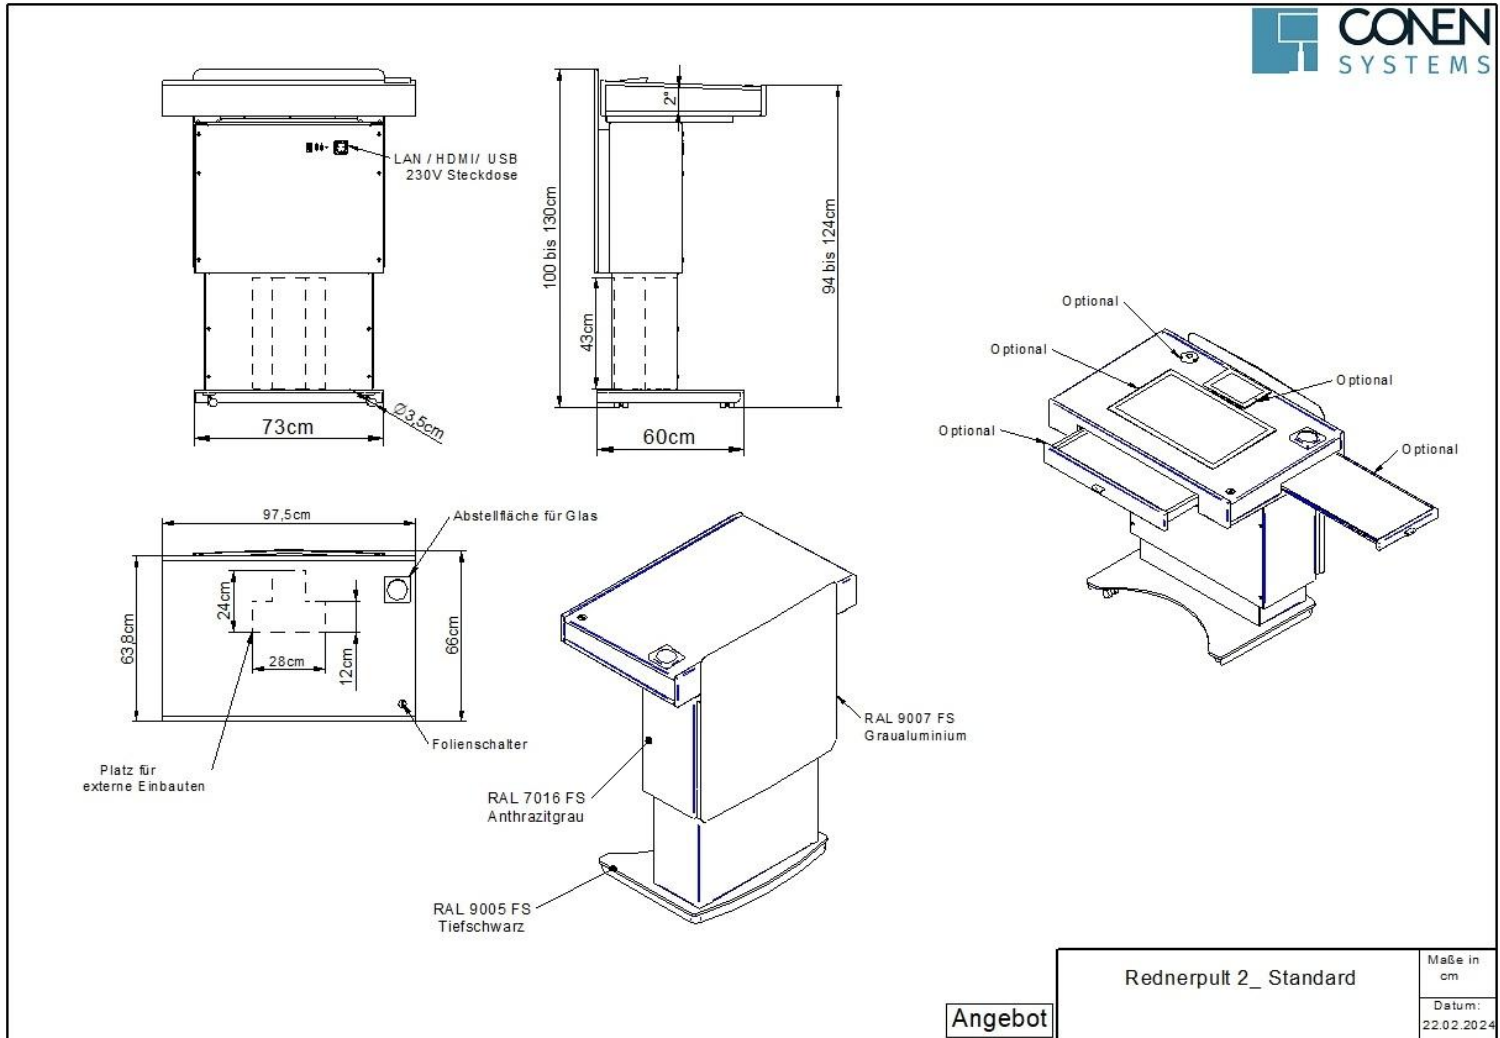 CONEN
SYSTEMS
LAN / HDMI/ USB
230V Steckdose
2°
100 bis 130cm
94 bis 124cm
43cm
73cm
Ø3,5cm
60cm
Optional
Optional
Optional
Optional
Optional
97,5cm
Abstellfläche für Glas
63,8cm
24cm
28cm
12cm
66cm
Folienschalter
Platz für
externe Einbauten
RAL 9007 FS
Graualuminium
RAL 7016 FS
Anthrazitgrau
RAL 9005 FS
Tiefschwarz
Angebot
Rednerpult 2_ Standard
Maße in
cm
Datum:
22.02.2024